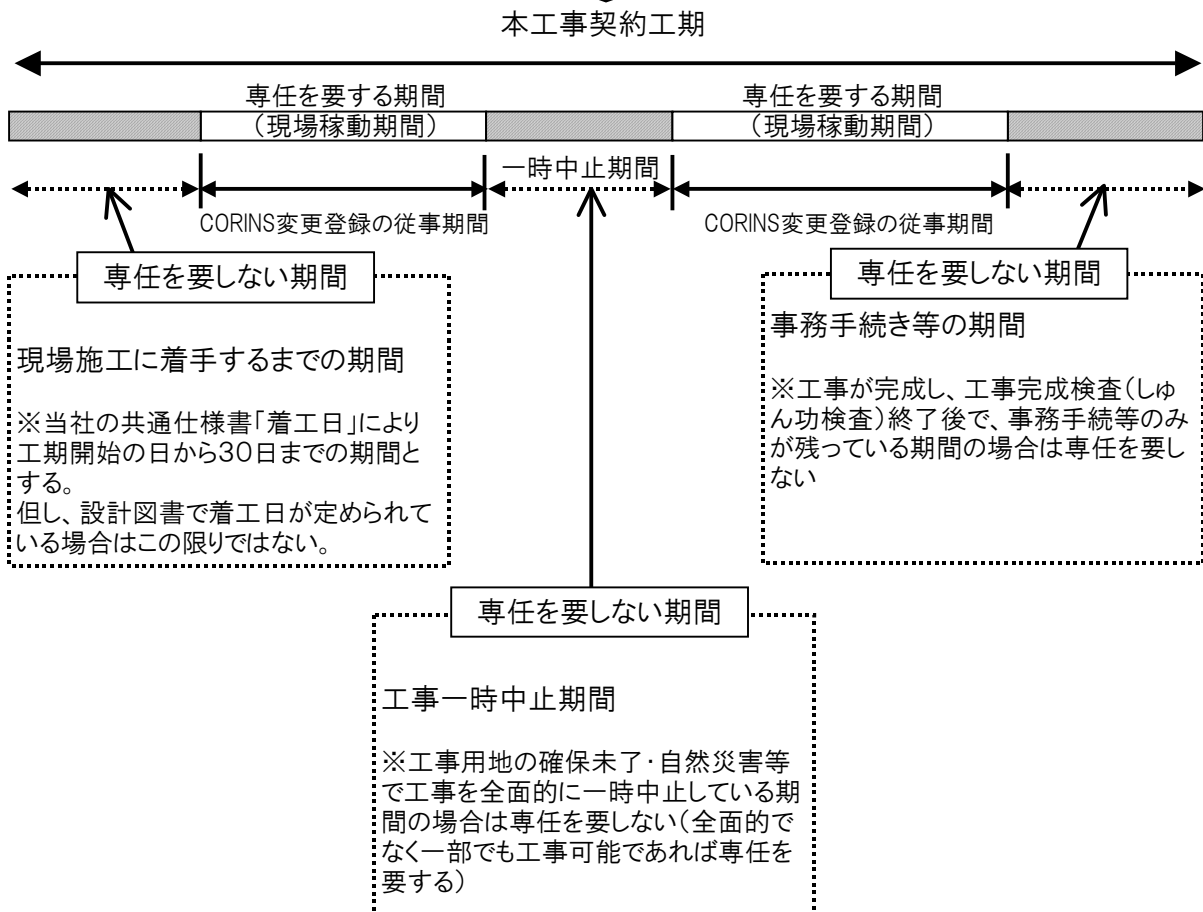 本工事契約工期
専任を要する期間
(現場稼動期間)
専任を要する期間
(現場稼動期間)
一時中止期間
CORINS変更登録の従事期間
CORINS変更登録の従事期間
専任を要しない期間
現場施工に着手するまでの期間
※当社の共通仕様書「着工日」により
工期開始の日から30日までの期間と
する。
但し、設計図書で着工日が定められて
いる場合はこの限りではない。
専任を要しない期間
事務手続き等の期間
※工事が完成し、工事完成検査(しゅ
ん功検査)終了後で、事務手続等のみ
が残っている期間の場合は専任を要し
ない
専任を要しない期間
工事一時中止期間
※工事用地の確保未了・自然災害等
で工事を全面的に一時中止している期
間の場合は専任を要しない(全面的で
なく一部でも工事可能であれば専任を
要する)